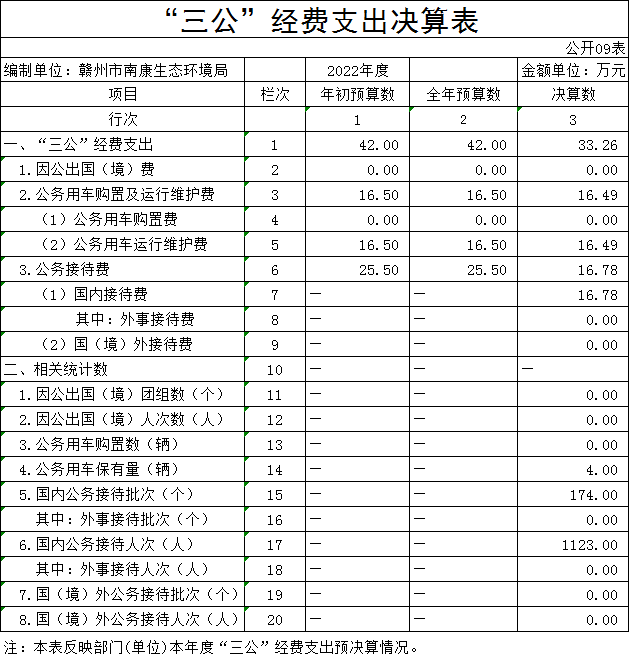 “三公”经费支出决算表
公开09表
编制单位：赣州市南康生态环境局 2022年度 金额单位：万元
项目 栏次 年初预算数 全年预算数 决算数
行次 1 2 3
一、“三公”经费支出 1 42.00 42.00 33.26
1.因公出国（境）费 2 0.00 0.00 0.00
2.公务用车购置及运行维护费 3 16.50 16.50 16.49
（1）公务用车购置费 4 0.00 0.00 0.00
（2）公务用车运行维护费 5 16.50 16.50 16.49
3.公务接待费 6 25.50 25.50 16.78
（1）国内接待费 7 — — 16.78
其中：外事接待费 8 — — 0.00
（2）国（境）外接待费 9 — — 0.00
二、相关统计数 10 — — —
1.因公出国（境）团组数（个） 11 — — 0.00
2.因公出国（境）人次数（人） 12 — — 0.00
3.公务用车购置数（辆） 13 — — 0.00
4.公务用车保有量（辆） 14 — — 4.00
5.国内公务接待批次（个） 15 — — 174.00
其中：外事接待批次（个） 16 — — 0.00
6.国内公务接待人次（人） 17 — — 1123.00
其中：外事接待人次（人） 18 — — 0.00
7.国（境）外公务接待批次（个） 19 — — 0.00
8.国（境）外公务接待人次（人） 20 — — 0.00
注：本表反映部门(单位)本年度“三公”经费支出预决算情况。